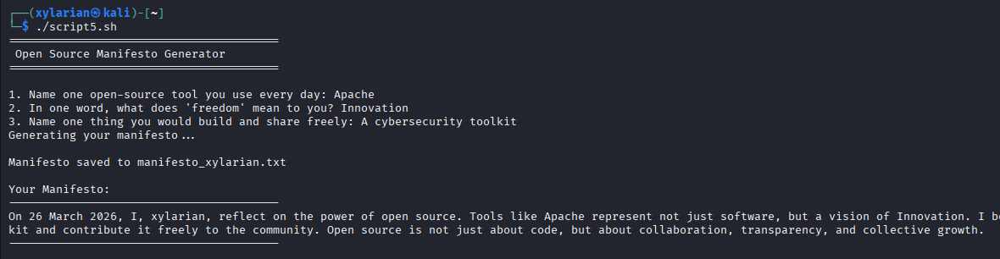 ┌──(xylarian㉿kali)-[~]
└─$ ./script5.sh
========================================
Open Source Manifesto Generator
========================================
1. Name one open-source tool you use every day: Apache
2. In one word, what does 'freedom' mean to you? Innovation
3. Name one thing you would build and share freely: A cybersecurity toolkit
Generating your manifesto...
Manifesto saved to manifesto_xylarian.txt
Your Manifesto:
----------------------------------------
On 26 March 2026, I, xylarian, reflect on the power of open source. Tools like Apache represent not just software, but a vision of Innovation. I
kit and contribute it freely to the community. Open source is not just about code, but about collaboration, transparency, and collective growth.
----------------------------------------